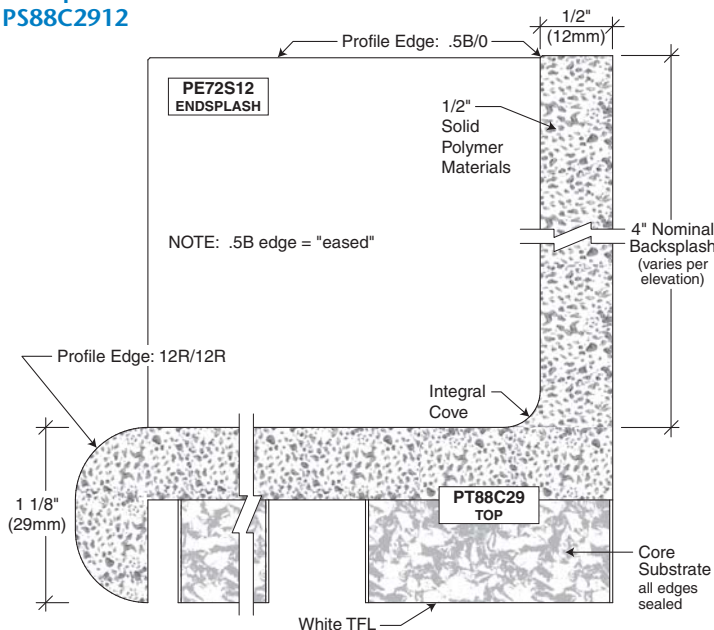 PS88C2912
1/2"
(12mm)
Profile Edge: .5B/0
PE72S12
ENDSPLASH
1/2"
Solid
Polymer
Materials
NOTE: .5B edge = "eased"
4" Nominal
Backsplash
(varies per
elevation)
Profile Edge: 12R/12R
Integral
Cove
1 1/8"
(29mm)
PT88C29
TOP
Core
Substrate
all edges
sealed
White TFL